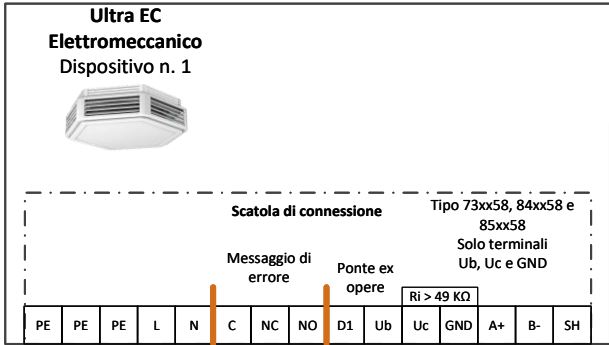 Ultra EC
Elettromeccanico
Dispositivo n. 1
Scatola di connessione
Tipo 73xx58, 84xx58 e
85xx58
Solo terminali
Ub, Uc e GND
Messaggio di
errore
Ponte ex
opere
Ri > 49 KΩ
PE PE PE L N C NC NO D1 Ub Uc GND A+ B- SH